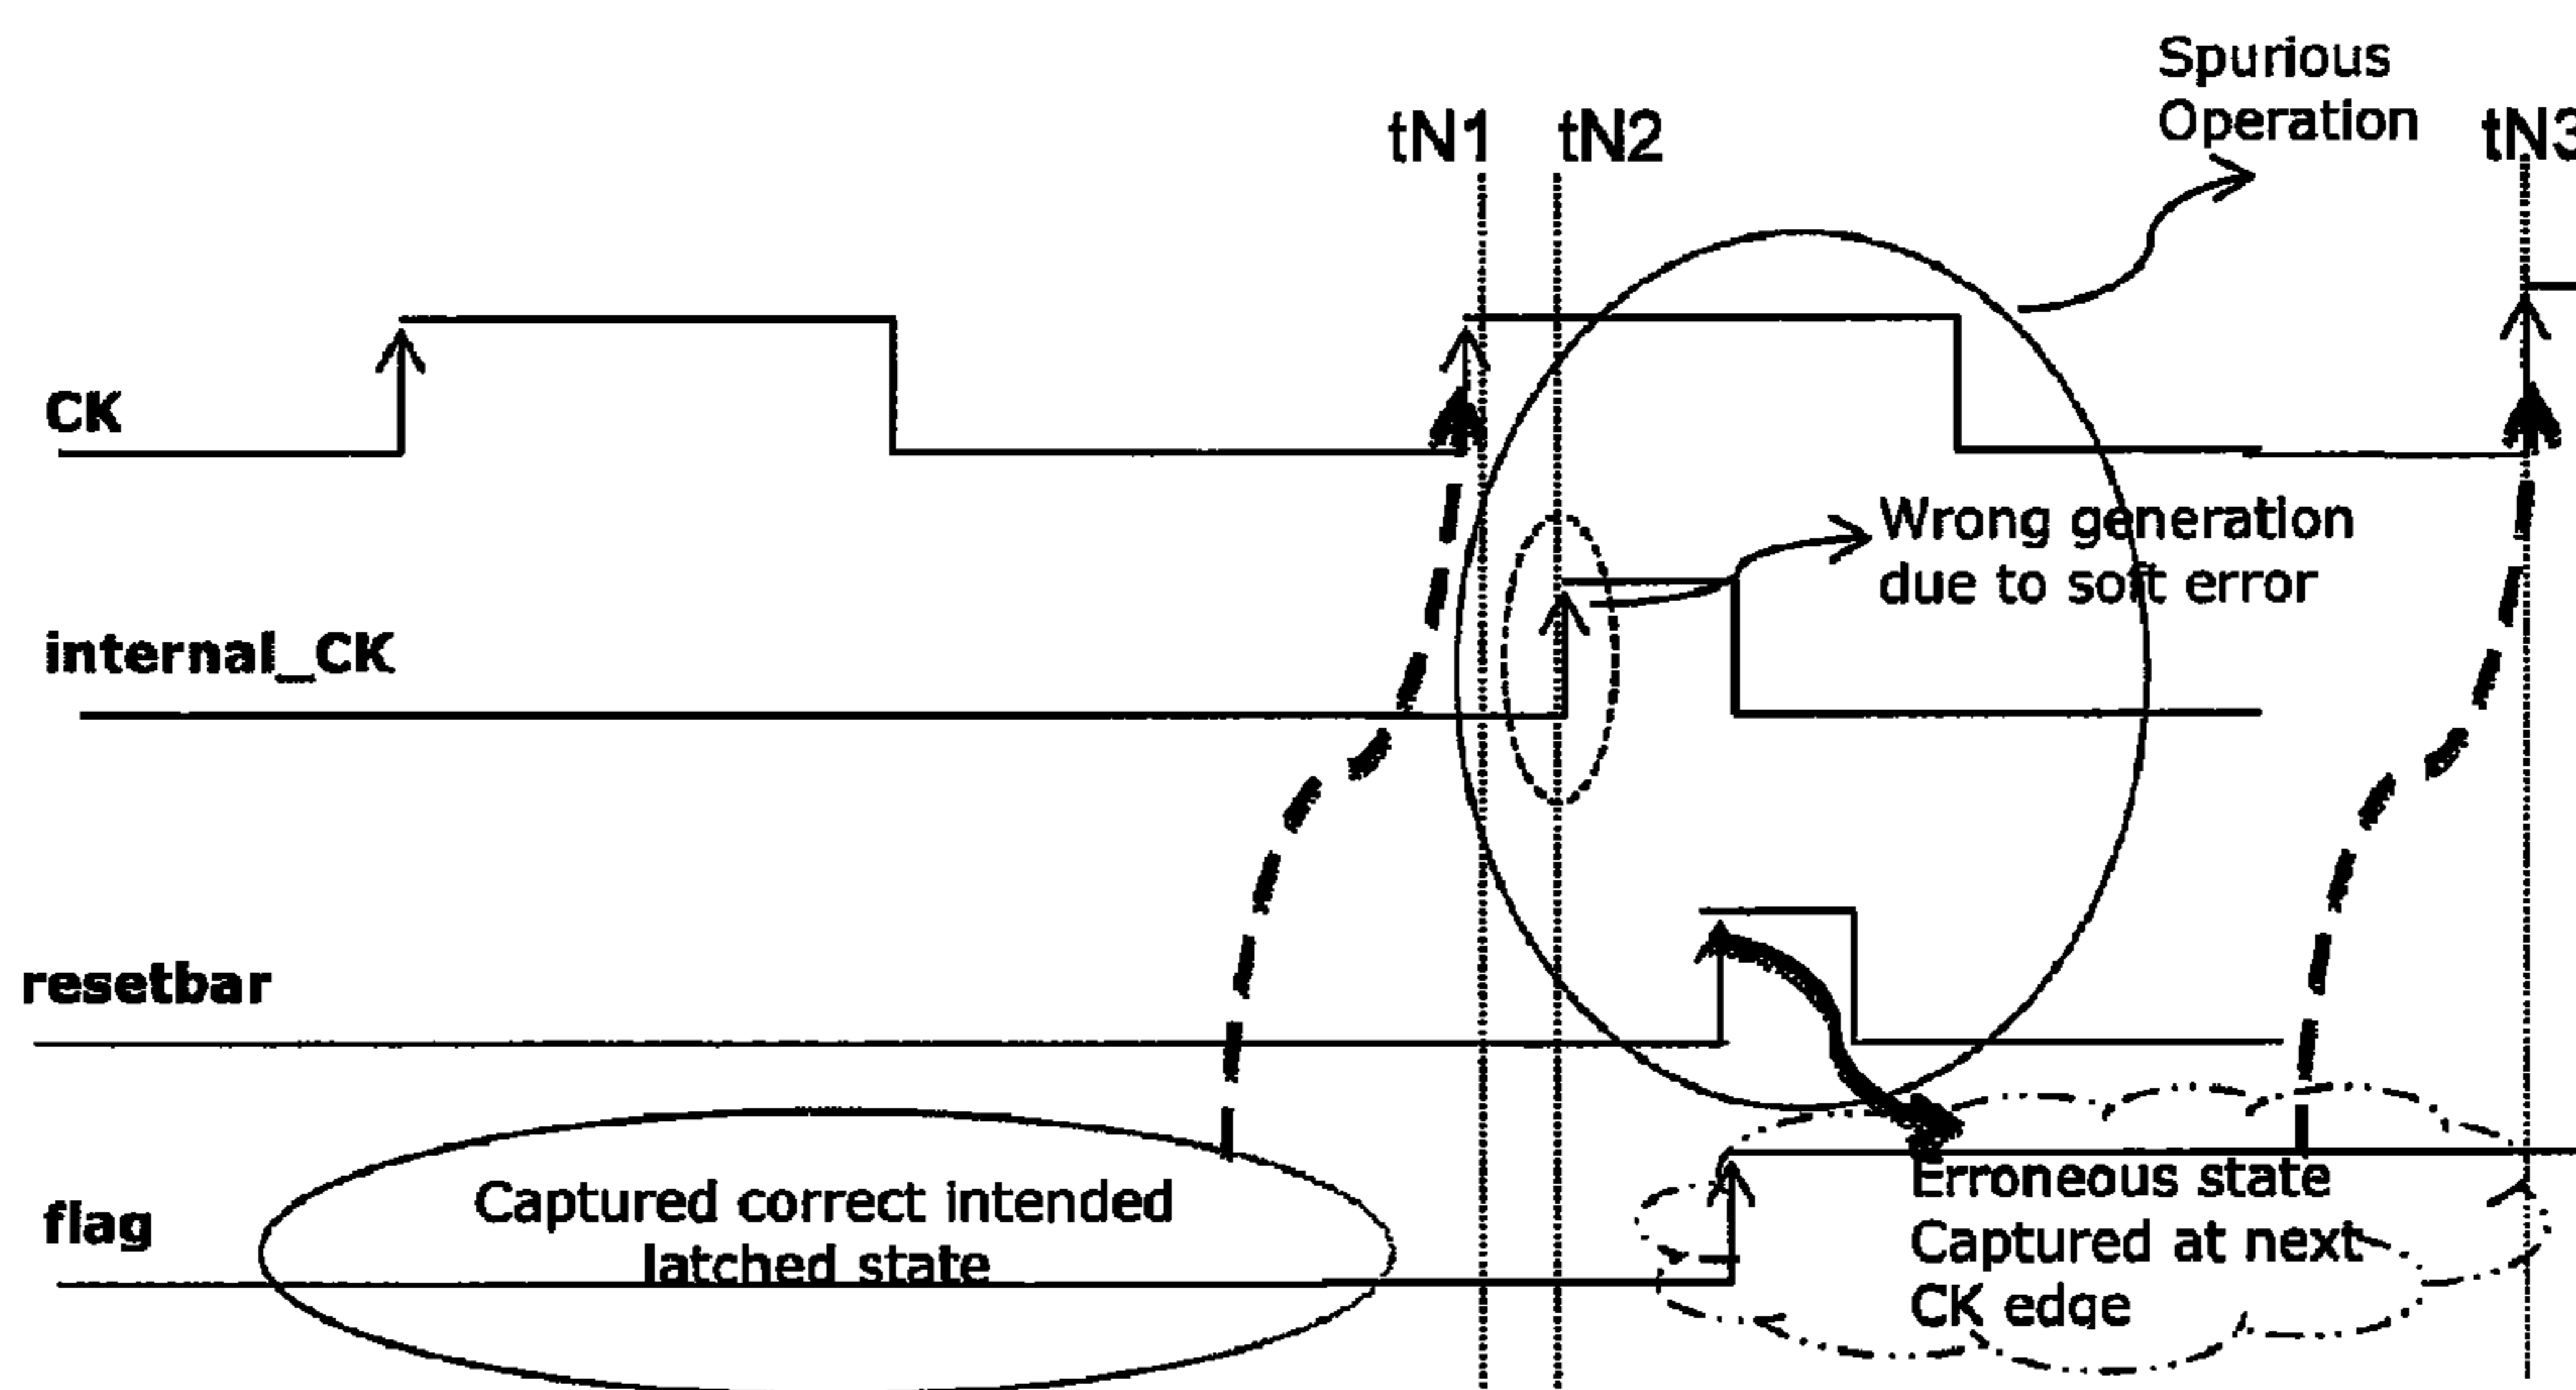 Spurious
Operation
tN1
tN2
tN3
CK
Wrong generation
due to soft error
internal_CK
resetbar
Captured correct intended
latched state
flag
Erroneous state
Captured at next
CK edge